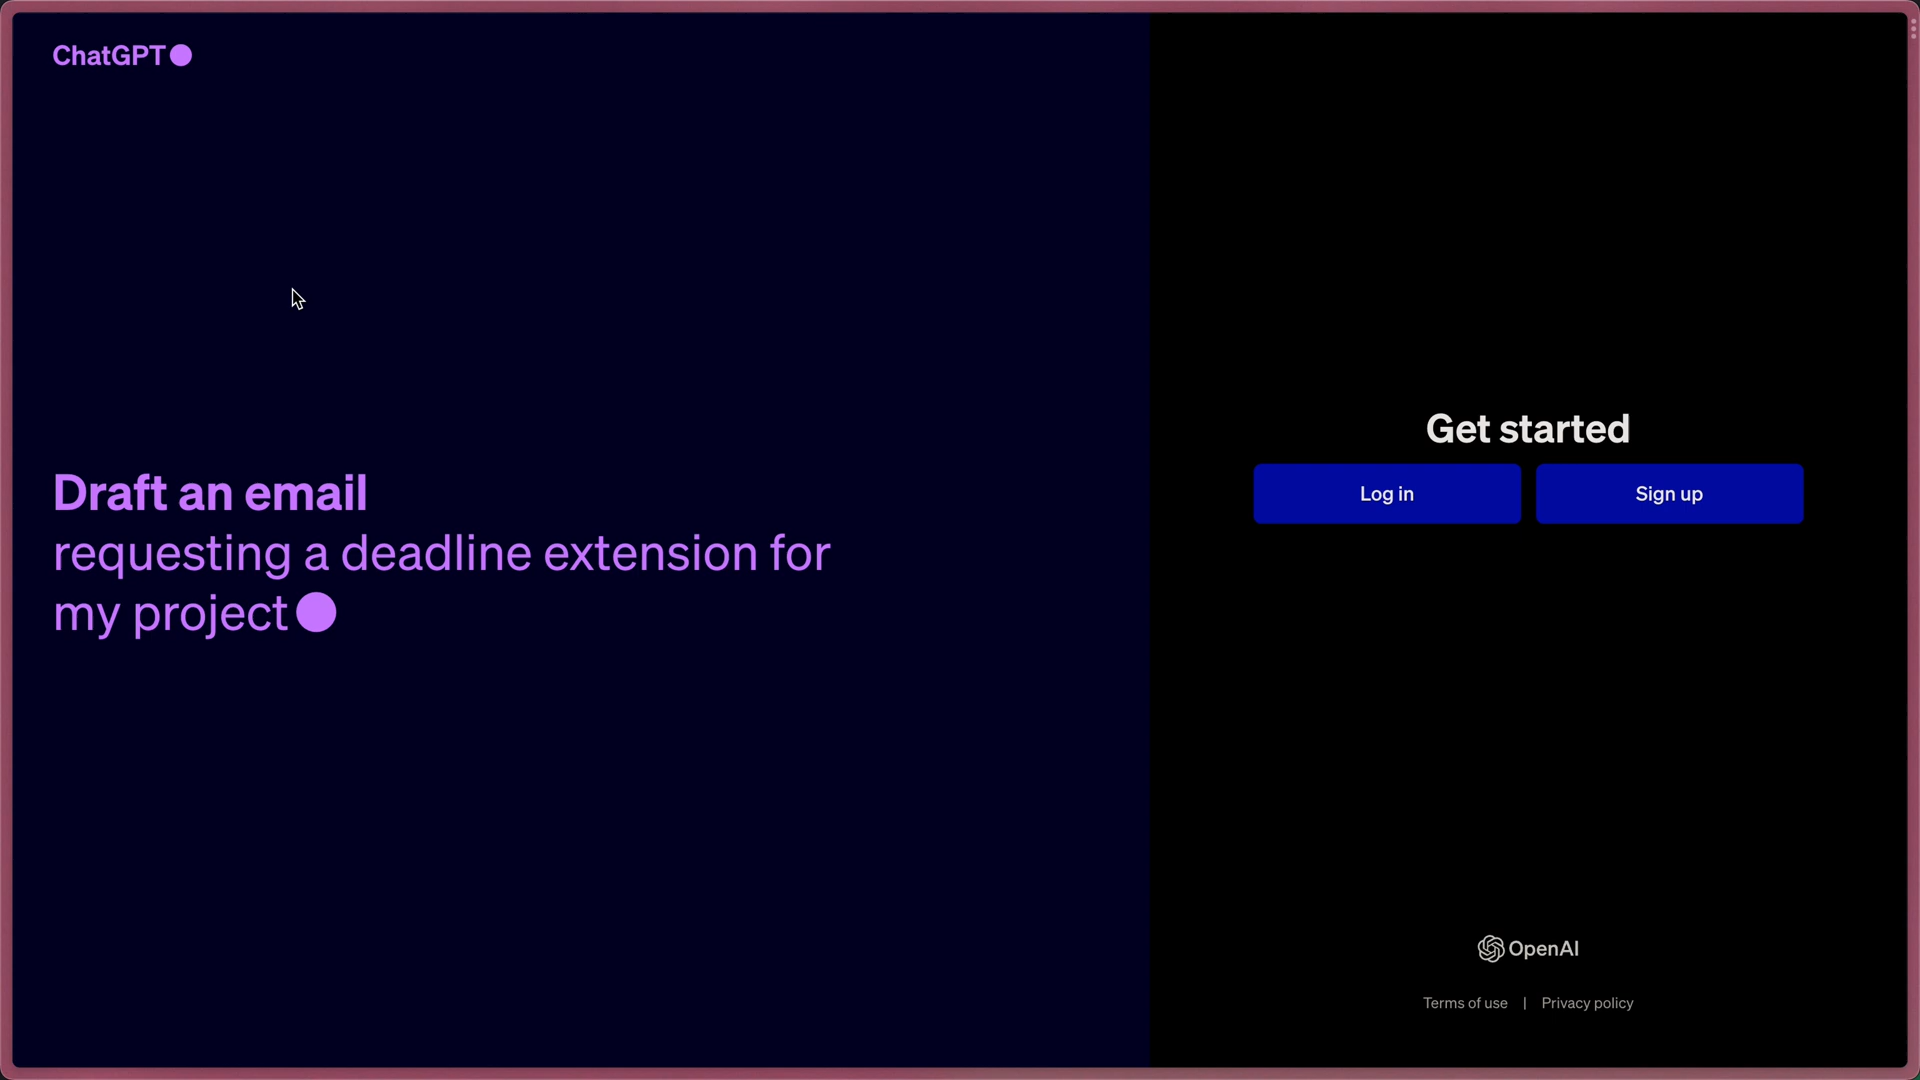 ChatGPT
Draft an email
requesting a deadline extension for
my project
Get started
Log in
Sign up
OpenAI
Terms of use | Privacy policy